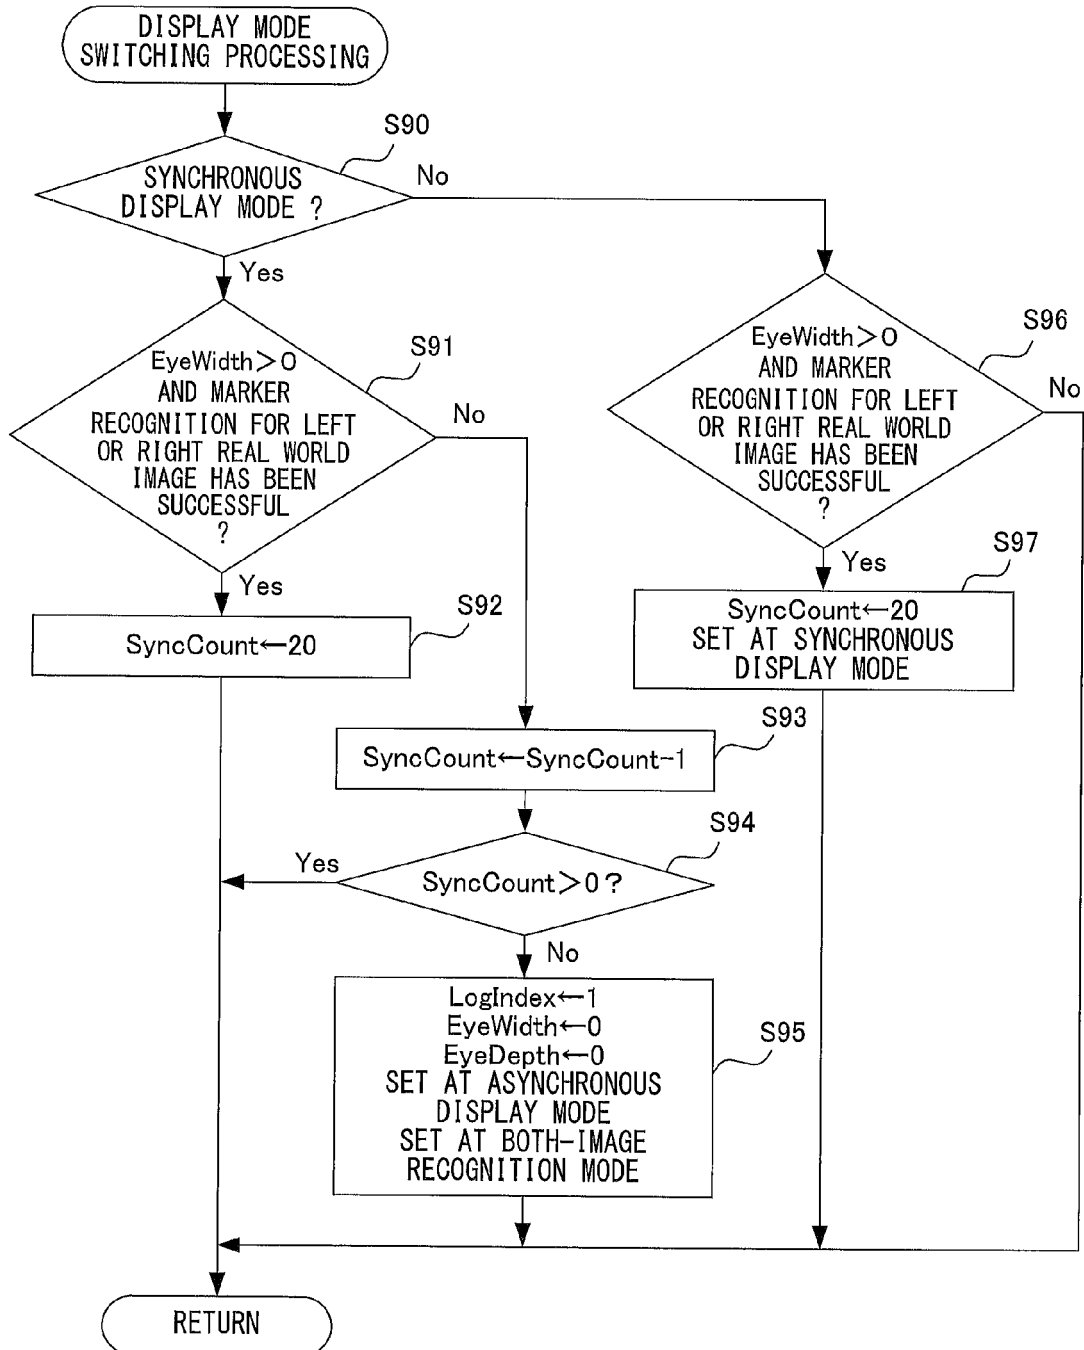 DISPLAY MODE
SWITCHING PROCESSING
S90
SYNCHRONOUS
DISPLAY MODE ?
No
Yes
S91
EyeWidth>0
AND MARKER
RECOGNITION FOR LEFT
OR RIGHT REAL WORLD
IMAGE HAS BEEN
SUCCESSFUL
?
No
Yes
S92
SyncCount←20
S93
SyncCount←SyncCount-1
S94
SyncCount>0?
Yes
No
S95
LogIndex←1
EyeWidth←0
EyeDepth←0
SET AT ASYNCHRONOUS
DISPLAY MODE
SET AT BOTH-IMAGE
RECOGNITION MODE
S96
EyeWidth>0
AND MARKER
RECOGNITION FOR LEFT
OR RIGHT REAL WORLD
IMAGE HAS BEEN
SUCCESSFUL
?
No
Yes
S97
SyncCount←20
SET AT SYNCHRONOUS
DISPLAY MODE
RETURN